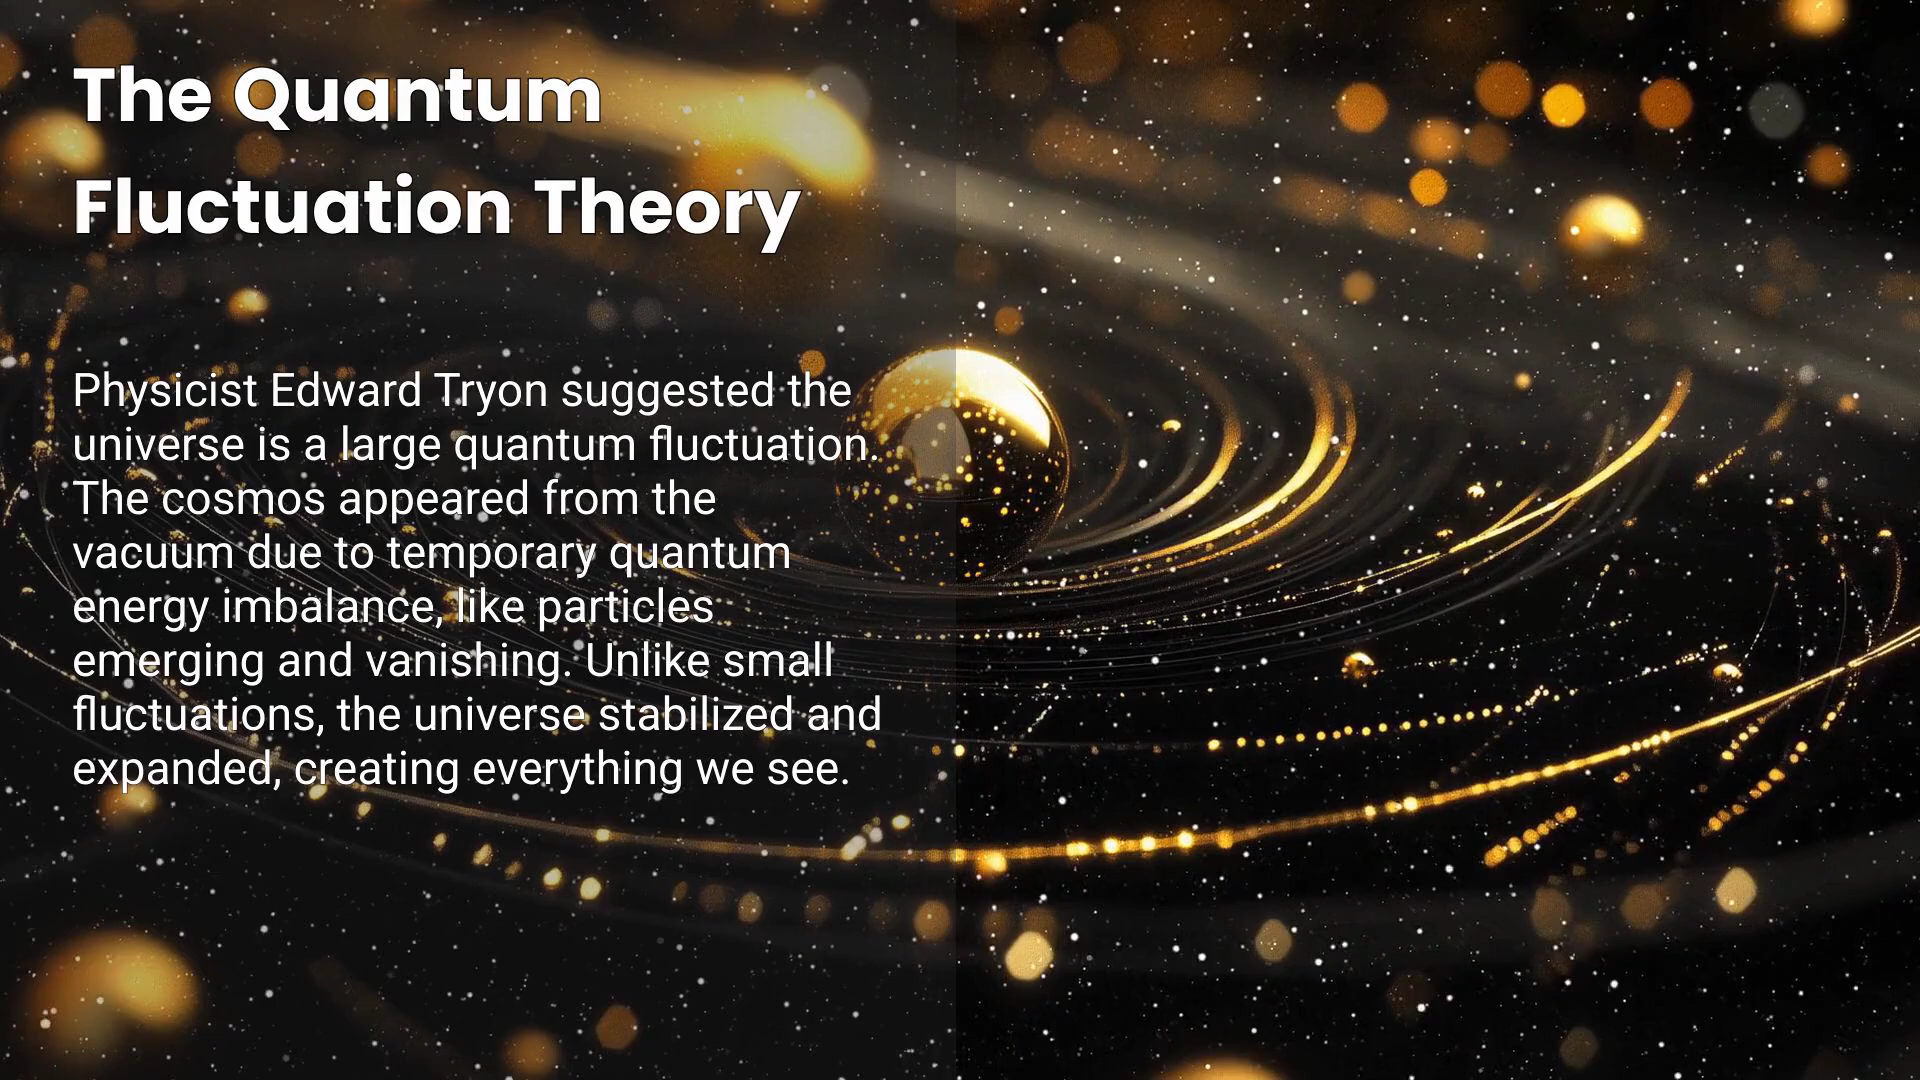 The Quantum
Fluctuation Theory
Physicist Edward Tryon suggested the
universe is a large quantum fluctuation.
The cosmos appeared from the
vacuum due to temporary quantum
energy imbalance, like particles
emerging and vanishing. Unlike small
fluctuations, the universe stabilized and
expanded, creating everything we see.